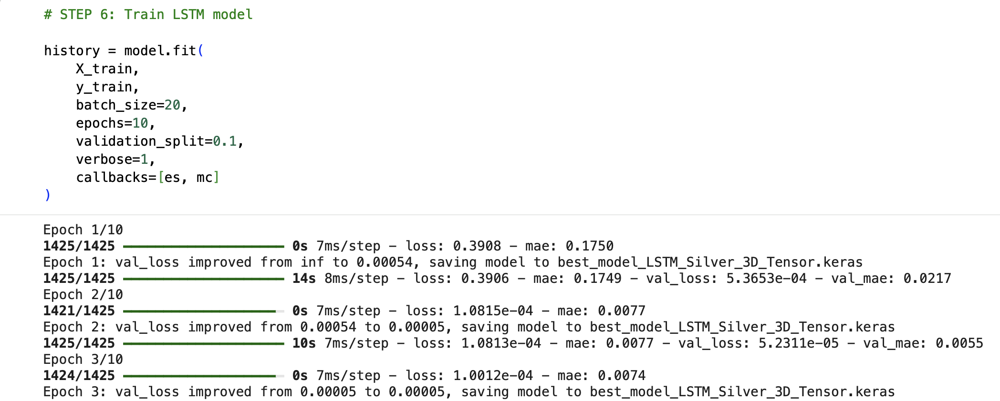 # STEP 6: Train LSTM model
history = model.fit(
    X_train,
    y_train,
    batch_size=20,
    epochs=10,
    validation_split=0.1,
    verbose=1,
    callbacks=[es, mc]
)
Epoch 1/10
1425/1425 ━━━━━━━━━━━━━━━━━━━━ 0s 7ms/step - loss: 0.3908 - mae: 0.1750
Epoch 1: val_loss improved from inf to 0.00054, saving model to best_model_LSTM_Silver_3D_Tensor.keras
1425/1425 ━━━━━━━━━━━━━━━━━━━━ 14s 8ms/step - loss: 0.3906 - mae: 0.1749 - val_loss: 5.3653e-04 - val_mae: 0.0217
Epoch 2/10
1421/1425 ━━━━━━━━━━━━━━━━━━━━ 0s 7ms/step - loss: 1.0815e-04 - mae: 0.0077
Epoch 2: val_loss improved from 0.00054 to 0.00005, saving model to best_model_LSTM_Silver_3D_Tensor.keras
1425/1425 ━━━━━━━━━━━━━━━━━━━━ 10s 7ms/step - loss: 1.0813e-04 - mae: 0.0077 - val_loss: 5.2311e-05 - val_mae: 0.0055
Epoch 3/10
1424/1425 ━━━━━━━━━━━━━━━━━━━━ 0s 7ms/step - loss: 1.0012e-04 - mae: 0.0074
Epoch 3: val_loss improved from 0.00005 to 0.00005, saving model to best_model_LSTM_Silver_3D_Tensor.keras